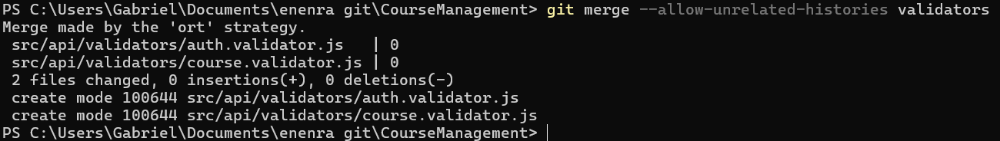 PS C:\Users\Gabriel\Documents\enenra git\CourseManagement> git merge --allow-unrelated-histories validators
Merge made by the 'ort' strategy.
 src/api/validators/auth.validator.js   | 0
 src/api/validators/course.validator.js | 0
 2 files changed, 0 insertions(+), 0 deletions(-)
 create mode 100644 src/api/validators/auth.validator.js
 create mode 100644 src/api/validators/course.validator.js
PS C:\Users\Gabriel\Documents\enenra git\CourseManagement>